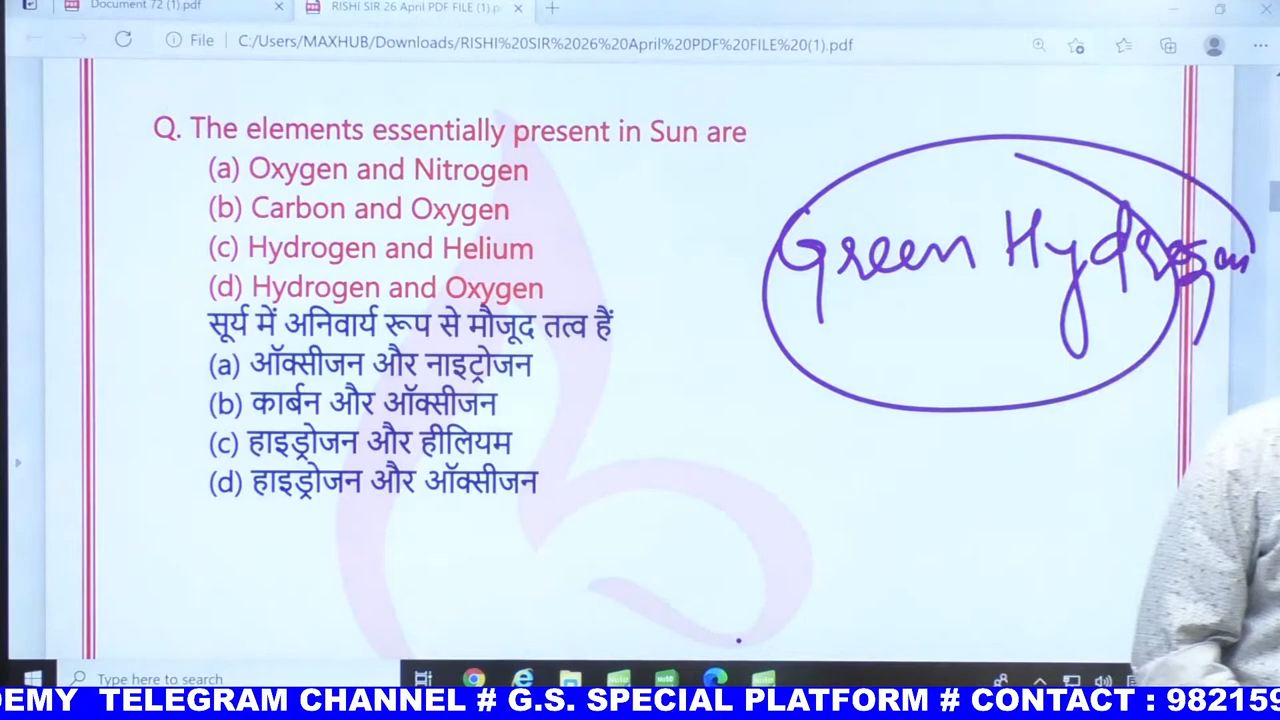 Document 72 (1).pdf
RISHI SIR 26 April PDF FILE (1).p
File
C:/Users/MAXHUB/Downloads/RISHI%20SIR%2026%20April%20PDF%20FILE%20(1).pdf
Q. The elements essentially present in Sun are
(a) Oxygen and Nitrogen
(b) Carbon and Oxygen
(c) Hydrogen and Helium
(d) Hydrogen and Oxygen
सूर्य में अनिवार्य रूप से मौजूद तत्व हैं
(a) ऑक्सीजन और नाइट्रोजन
(b) कार्बन और ऑक्सीजन
(c) हाइड्रोजन और हीलियम
(d) हाइड्रोजन और ऑक्सीजन
Green Hydrogen
Type here to search
DEMY TELEGRAM CHANNEL # G.S. SPECIAL PLATFORM # CONTACT : 982159